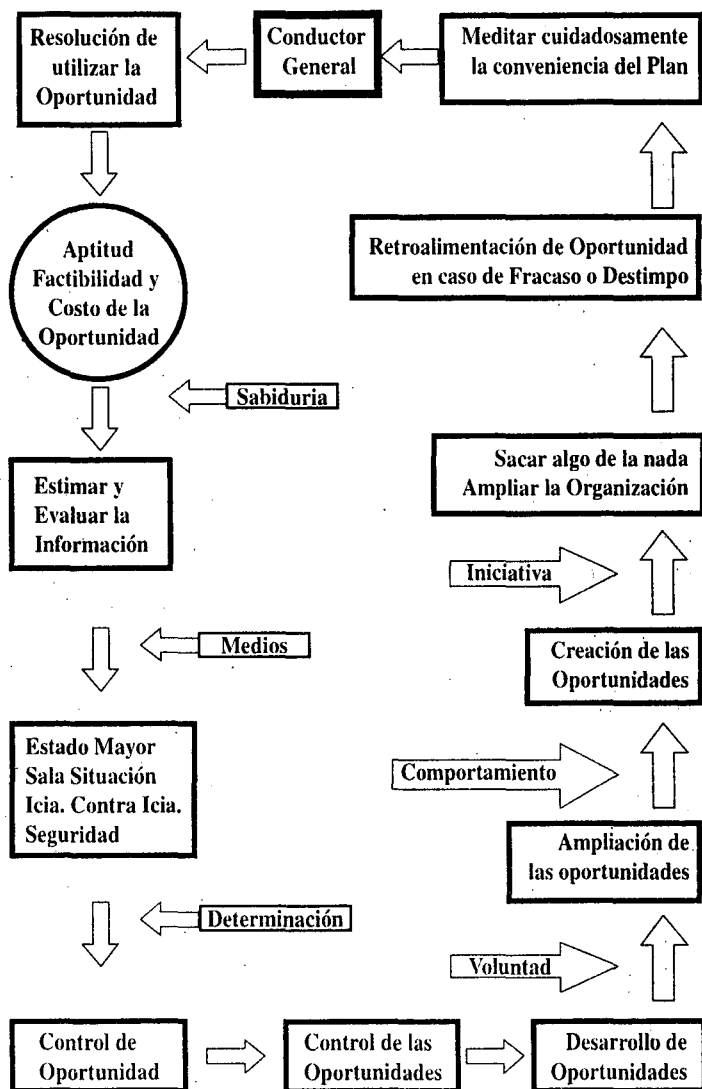 Resolución de
utilizar la
Oportunidad
Conductor
General
Meditar cuidadosamente
la conveniencia del Plan
Aptitud
Factibilidad y
Costo de la
Oportunidad
Retroalimentación de Oportunidad
en caso de Fracaso o Destimpo
Sabiduria
Estimar y
Evaluar la
Información
Sacar algo de la nada
Ampliar la Organización
Iniciativa
Medios
Creación de las
Oportunidades
Estado Mayor
Sala Situación
Icia. Contra Icia.
Seguridad
Comportamiento
Ampliación de
las oportunidades
Determinación
Voluntad
Control de
Oportunidad
Control de las
Oportunidades
Desarrollo de
Oportunidades